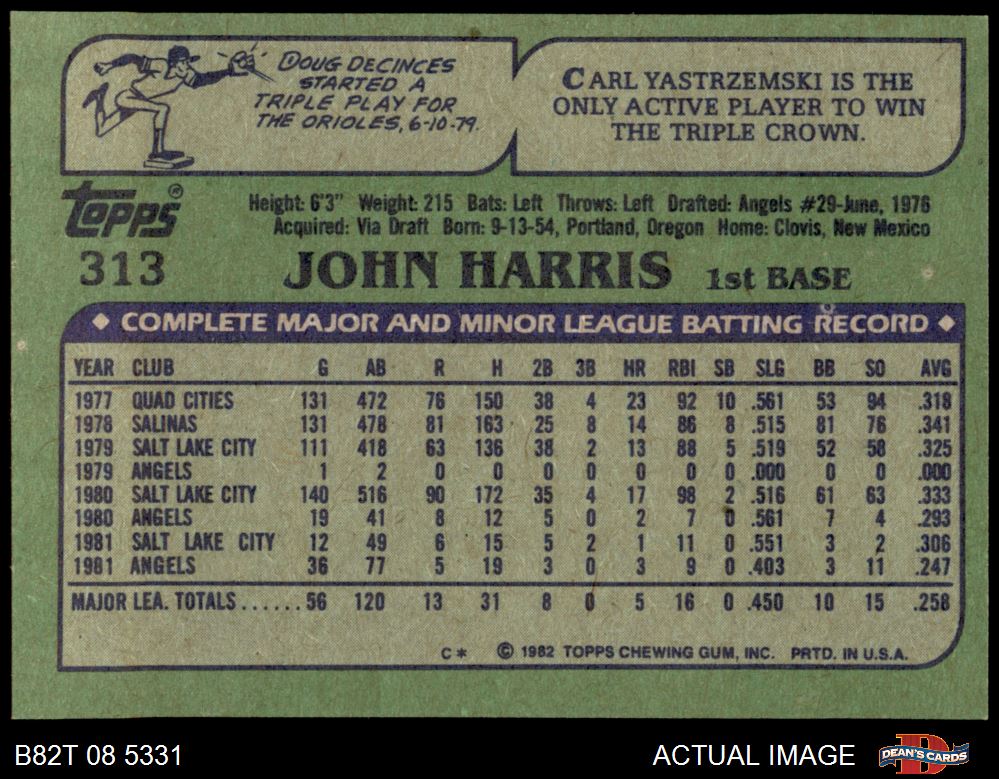 DOUG DECINCES
STARTED A
TRIPLE PLAY FOR
THE ORIOLES, 6-10-79.
CARL YASTRZEMSKI IS THE
ONLY ACTIVE PLAYER TO WIN
THE TRIPLE CROWN.
Topps®
Height: 6'3" Weight: 215 Bats: Left Throws: Left Drafted: Angels #29-June, 1976
Acquired: Via Draft Born: 9-13-54, Portland, Oregon Home: Clovis, New Mexico
313 JOHN HARRIS 1st BASE
◆ COMPLETE MAJOR AND MINOR LEAGUE BATTING RECORD ◆
YEAR CLUB G AB R H 2B 3B HR RBI SB SLG BB SO AVG
1977 QUAD CITIES 131 472 76 150 38 4 23 92 10 .561 53 94 .318
1978 SALINAS 131 478 81 163 25 8 14 86 8 .515 81 76 .341
1979 SALT LAKE CITY 111 418 63 136 38 2 13 88 5 .519 52 58 .325
1979 ANGELS 1 2 0 0 0 0 0 0 0 .000 0 0 .000
1980 SALT LAKE CITY 140 516 90 172 35 4 17 98 2 .516 61 63 .333
1980 ANGELS 19 41 8 12 5 0 2 7 0 .561 7 4 .293
1981 SALT LAKE CITY 12 49 6 15 5 2 1 11 0 .551 3 2 .306
1981 ANGELS 36 77 5 19 3 0 3 9 0 .403 3 11 .247
MAJOR LEA. TOTALS......56 120 13 31 8 0 5 16 0 .450 10 15 .258
C* © 1982 TOPPS CHEWING GUM, INC. PRTD. IN U.S.A.
B82T 08 5331 ACTUAL IMAGE DEAN'S CARDS